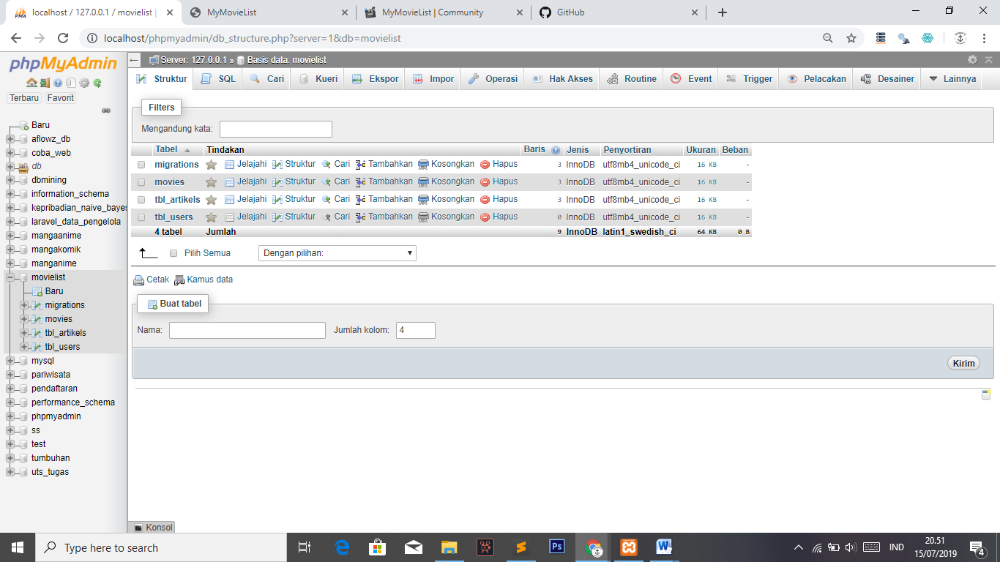 localhost / 127.0.0.1 / movielist |
MyMovieList
MyMovieList | Community
GitHub
localhost/phpmyadmin/db_structure.php?server=1&db=movielist
phpMyAdmin
Terbaru Favorit
Baru
aflowz_db
coba_web
db
dbmining
information_schema
kepribadian_naive_bayes
laravel_data_pengelola
mangaanime
mangakomik
manganime
movielist
Baru
migrations
movies
tbl_artikels
tbl_users
mysql
pariwisata
pendaftaran
performance_schema
phpmyadmin
ss
test
tumbuhan
uts_tugas
Server: 127.0.0.1 » Basis data: movielist
Struktur SQL Cari Kueri Ekspor Impor Operasi Hak Akses Routine Event Trigger Pelacakan Desainer Lainnya
Filters
Mengandung kata:
Tabel Tindakan Baris Jenis Penyortiran Ukuran Beban
migrations Jelajahi Struktur Cari Tambahkan Kosongkan Hapus 3 InnoDB utf8mb4_unicode_ci 16 KB -
movies Jelajahi Struktur Cari Tambahkan Kosongkan Hapus 3 InnoDB utf8mb4_unicode_ci 16 KB -
tbl_artikels Jelajahi Struktur Cari Tambahkan Kosongkan Hapus 3 InnoDB utf8mb4_unicode_ci 16 KB -
tbl_users Jelajahi Struktur Cari Tambahkan Kosongkan Hapus 0 InnoDB utf8mb4_unicode_ci 16 KB -
4 tabel Jumlah 9 InnoDB latin1_swedish_ci 64 KB 0 B
Pilih Semua Dengan pilihan:
Cetak Kamus data
Buat tabel
Nama: Jumlah kolom: 4
Kirim
Konsol
Type here to search
IND
20.51
15/07/2019
4